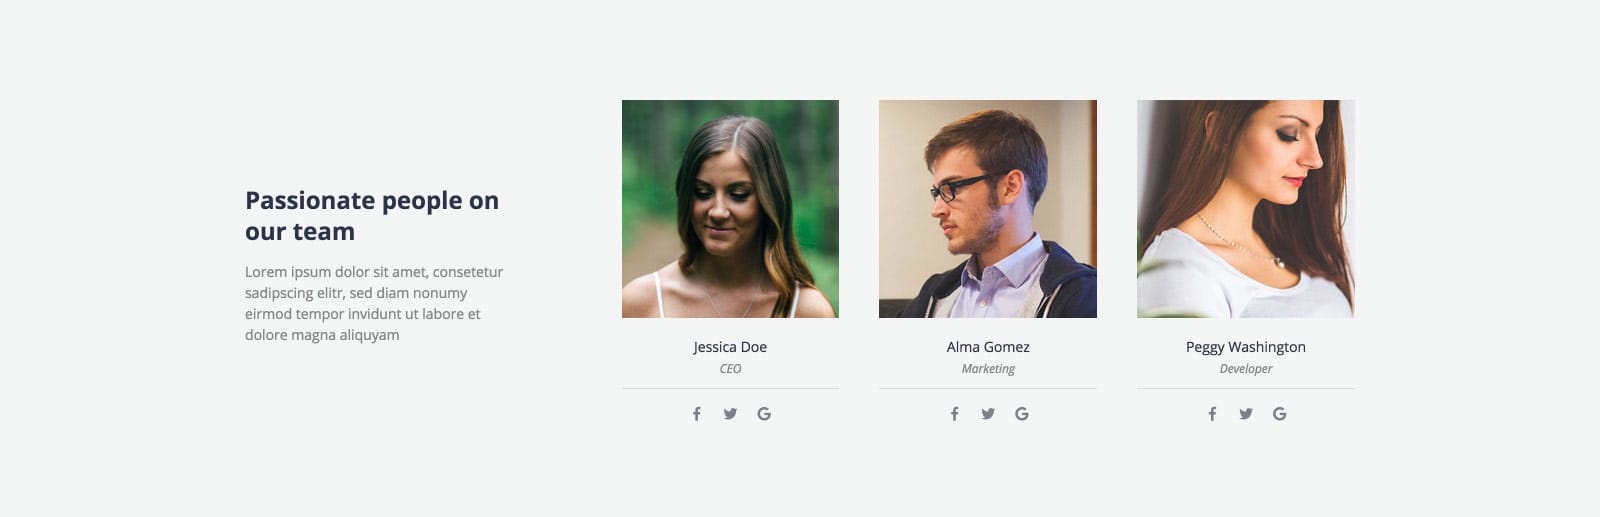 Passionate people on
our team
Lorem ipsum dolor sit amet, consetetur
sadipscing elitr, sed diam nonumy
eirmod tempor invidunt ut labore et
dolore magna aliquyam
Jessica Doe
CEO
Alma Gomez
Marketing
Peggy Washington
Developer